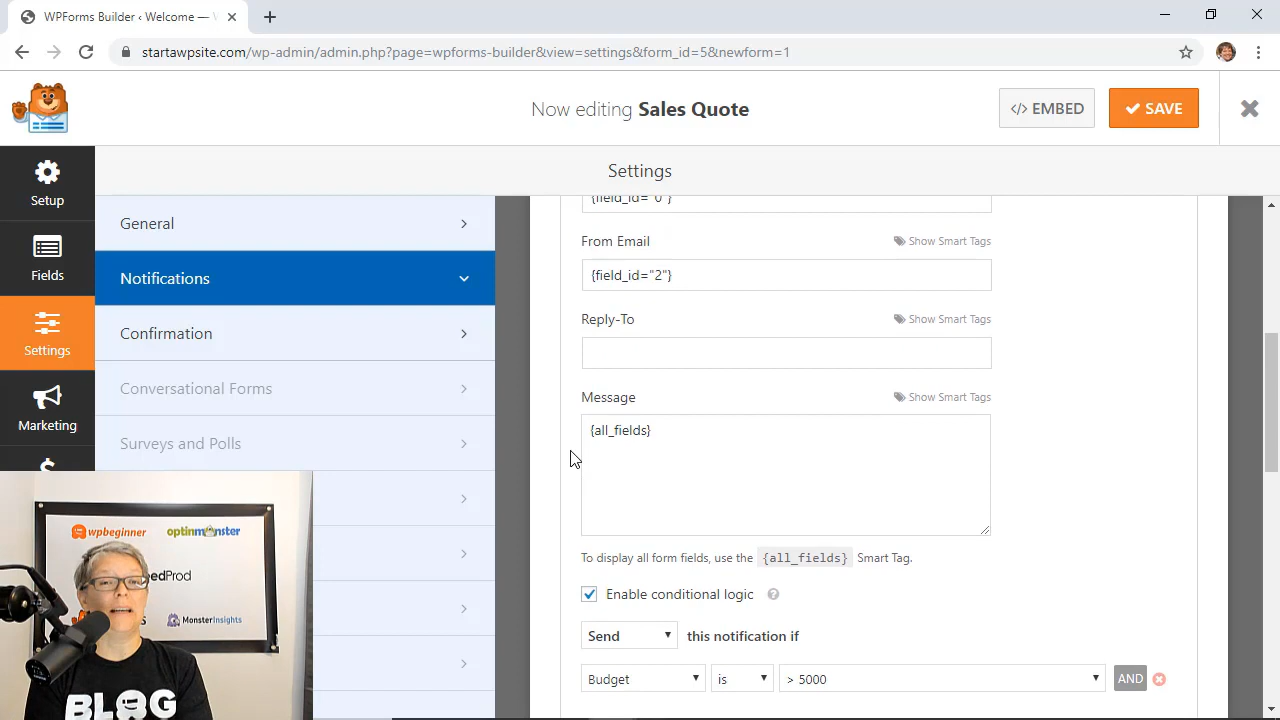 WPForms Builder ‹ Welcome —
startawpsite.com/wp-admin/admin.php?page=wpforms-builder&view=settings&form_id=5&newform=1
Now editing Sales Quote
</> EMBED
SAVE
Settings
Setup
Fields
Settings
Marketing
General
Notifications
Confirmation
Conversational Forms
Surveys and Polls
{field_id="0"}
From Email
Show Smart Tags
{field_id="2"}
Reply-To
Show Smart Tags
Message
Show Smart Tags
{all_fields}
To display all form fields, use the {all_fields} Smart Tag.
Enable conditional logic ?
Send this notification if
Budget is > 5000 AND
wpbeginner optinmonster
MonsterInsights
BLOG